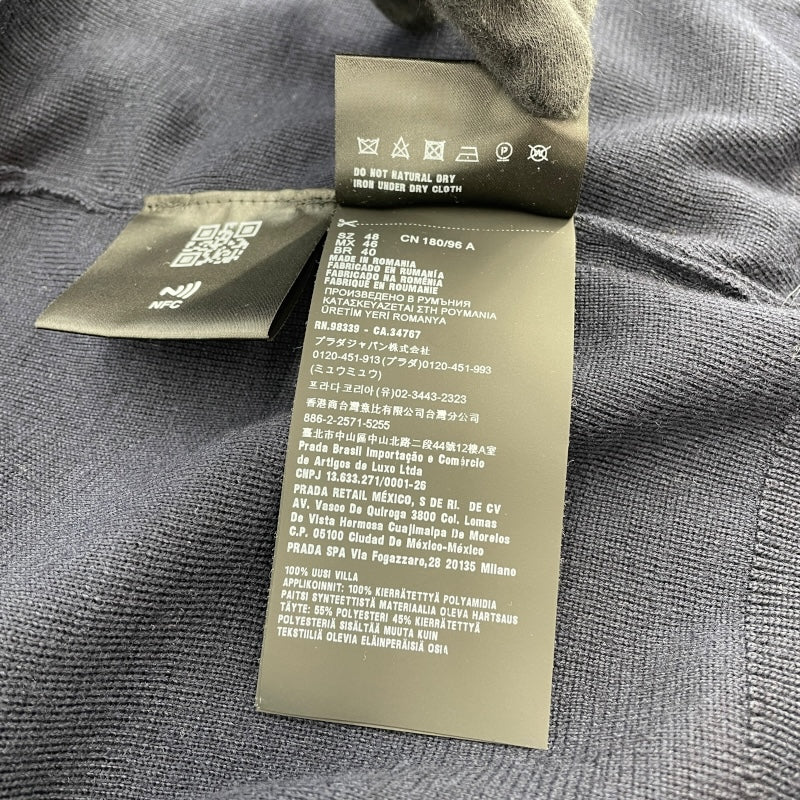 DO NOT NATURAL DRY
IRON UNDER DRY CLOTH
NFC
SZ 48 CN 180/96 A
MX 46
BR 40
MADE IN ROMANIA
FABRICADO EN RUMANÍA
FABRICADO NA ROMÉNIA
FABRIQUÉ EN ROUMANIE
ПРОИЗВЕДЕНО В РУМЪНИЯ
ΚΑΤΑΣΚΕΥΑΖΕΤΑΙ ΣΤΗ ΡΟΥΜΑΝΙΑ
ÜRETİM YERİ ROMANYA
RN.98339 - CA.34767
プラダジャパン株式会社
0120-451-913 (プラダ) 0120-451-993
(ミュウミュウ)
프라다 코리아 (유) 02-3443-2323
香港商台灣普比有限公司台灣分公司
886-2-2571-5255
臺北市中山區中山北路二段44號12樓A室
Prada Brasil Importação e Comércio
de Artigos de Luxo Ltda
CNPJ 13.633.271/0001-26
PRADA RETAIL MÉXICO, S DE RI. DE CV
AV. Vasco De Quiroga 3800 Col. Lomas
De Vista Hermosa Cuajimalpa De Morelos
C.P. 05100 Ciudad De México-México
PRADA SPA Via Fogazzaro,28 20135 Milano
100% UUSI VILLA
APPLIKOINNIT: 100% KIERRÄTETTYÄ POLYAMIDIA
PAITSI SYNTEETTISTÄ MATERIAALIA OLEVA HARTSAUS
TÄYTE: 55% POLYESTERI 45% KIERRÄTETTYÄ
POLYESTERIÄ SISÄLTÄÄ MUUTA KUIN
TEKSTIILIÄ OLEVIA ELÄINPERÄISIÄ OSIA